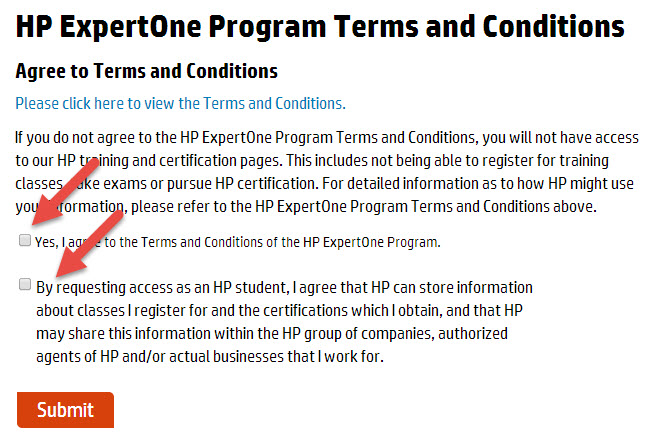 HP ExpertOne Program Terms and Conditions
Agree to Terms and Conditions
Please click here to view the Terms and Conditions.
If you do not agree to the HP ExpertOne Program Terms and Conditions, you will not have access
to our HP training and certification pages. This includes not being able to register for training
classes, take exams or pursue HP certification. For detailed information as to how HP might use
your information, please refer to the HP ExpertOne Program Terms and Conditions above.
Yes, I agree to the Terms and Conditions of the HP ExpertOne Program.
By requesting access as an HP student, I agree that HP can store information
about classes I register for and the certifications which I obtain, and that HP
may share this information within the HP group of companies, authorized
agents of HP and/or actual businesses that I work for.
Submit